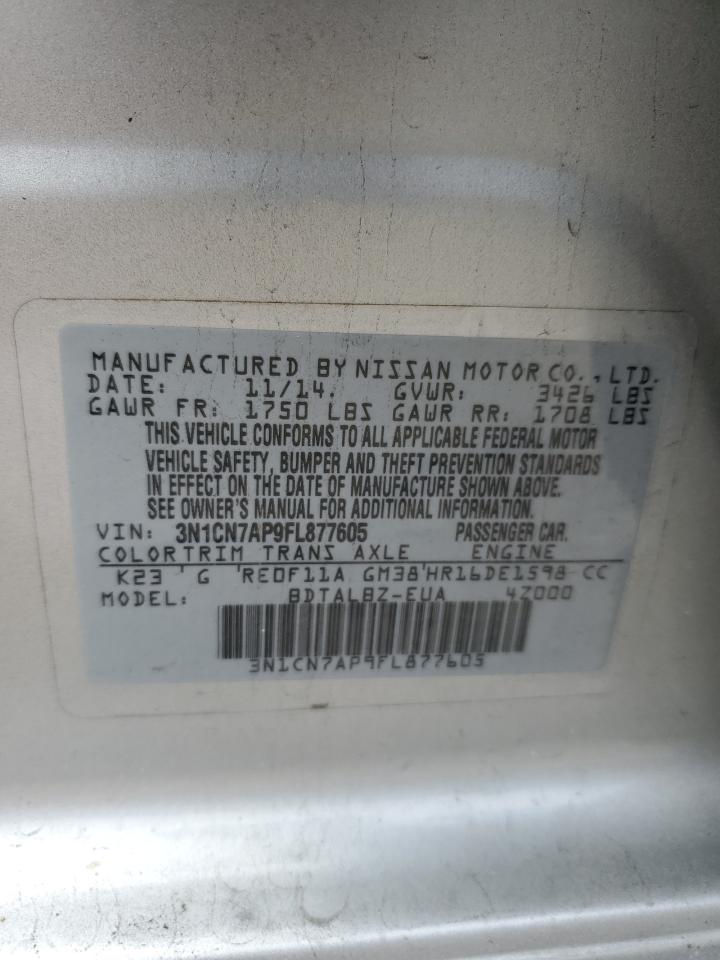 MANUFACTURED BY NISSAN MOTOR CO., LTD.
DATE: 11/14. GVWR: 3426 LBS
GAWR FR: 1750 LBS GAWR RR: 1708 LBS
THIS VEHICLE CONFORMS TO ALL APPLICABLE FEDERAL MOTOR
VEHICLE SAFETY, BUMPER AND THEFT PREVENTION STANDARDS
IN EFFECT ON THE DATE OF MANUFACTURE SHOWN ABOVE.
SEE OWNER'S MANUAL FOR ADDITIONAL INFORMATION.
VIN: 3N1CN7AP9FL877605 PASSENGER CAR.
COLOR TRIM TRANS AXLE ENGINE
K23 ' G 'RE0F11A GM38'HR16DE1598 CC
MODEL: BDTALBZ-EUA 4Z000
3N1CN7AP9FL877605